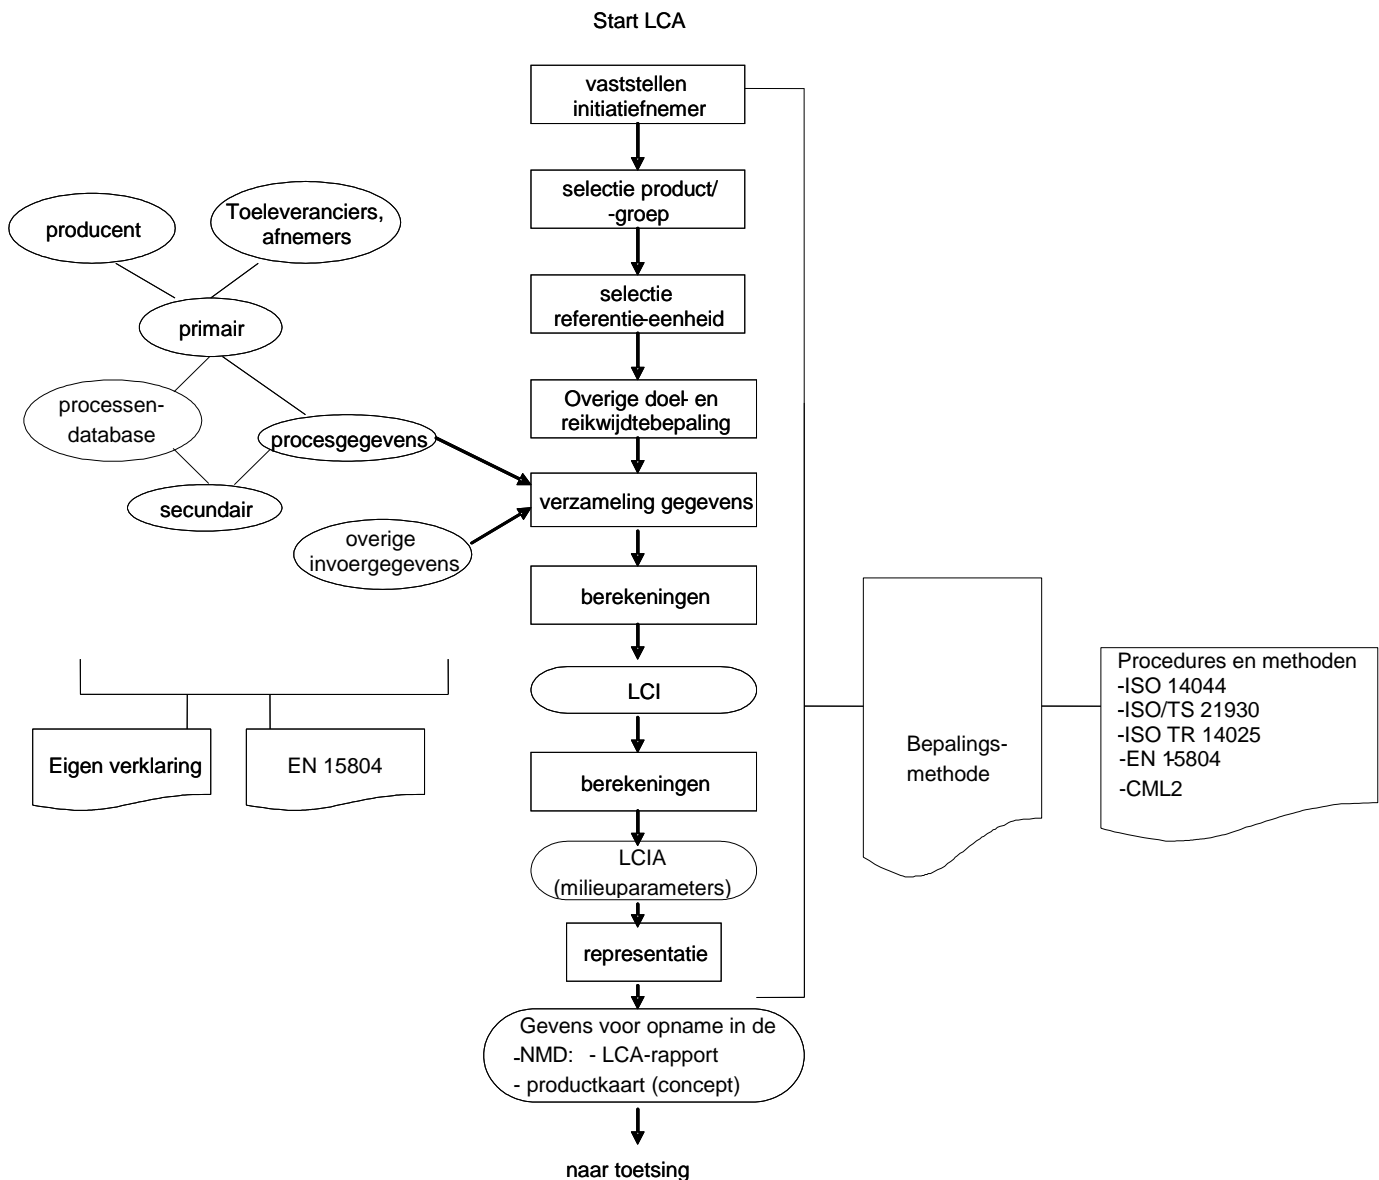 Start LCA
vaststellen
initiatiefnemer
selectie product/
-groep
selectie
referentie-eenheid
Overige doel- en
reikwijdtebepaling
verzameling gegevens
producent
Toeleveranciers,
afnemers
primair
processen-
database
procesgegevens
secundair
overige
invoergegevens
berekeningen
LCI
berekeningen
LCIA
(milieuparameters)
representatie
Gevens voor opname in de
-NMD: - LCA-rapport
- productkaart (concept)
naar toetsing
Eigen verklaring
EN 15804
Bepalings-
methode
Procedures en methoden
-ISO 14044
-ISO/TS 21930
-ISO TR 14025
-EN 15804
-CML2